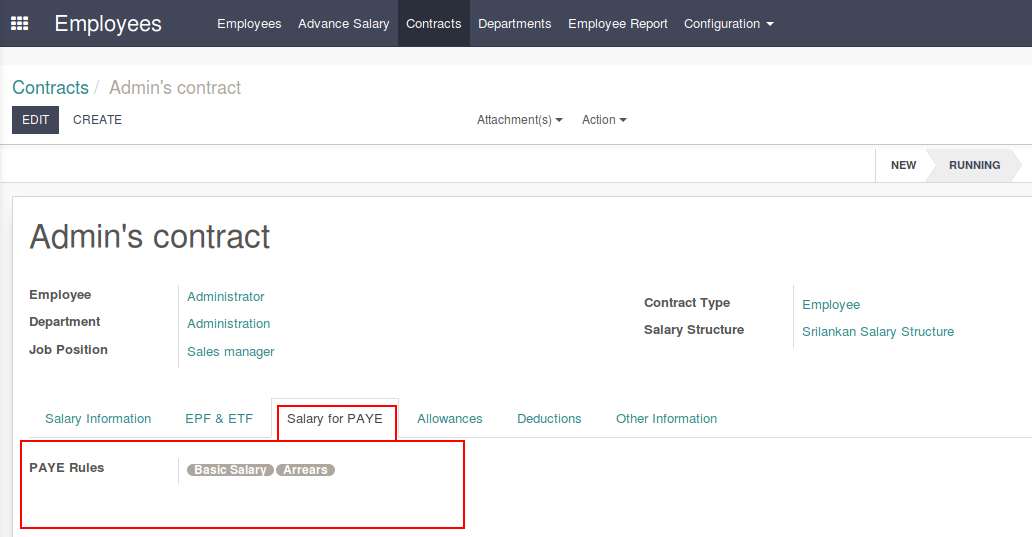 Employees Employees Advance Salary Contracts Departments Employee Report Configuration
Contracts / Admin's contract
EDIT CREATE Attachment(s) Action
NEW RUNNING
Admin's contract
Employee Administrator
Contract Type Employee
Department Administration
Salary Structure Srilankan Salary Structure
Job Position Sales manager
Salary Information EPF & ETF Salary for PAYE Allowances Deductions Other Information
PAYE Rules Basic Salary Arrears